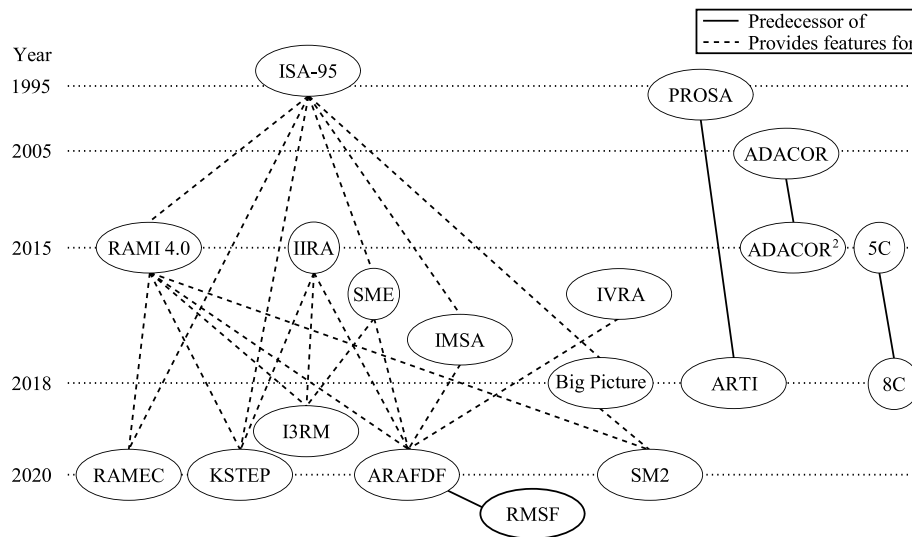 Predecessor of
Provides features for
Year
ISA-95
1995
PROSA
2005
ADACOR
RAMI 4.0
IIRA
2015
ADACOR²
5C
SME
IVRA
IMSA
2018
Big Picture
ARTI
8C
I3RM
2020
RAMEC
KSTEP
ARAFDF
SM2
RMSF